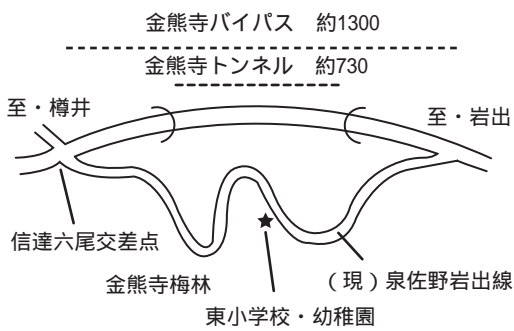 金熊寺バイパス 約1300
金熊寺トンネル 約730
至・樽井
至・岩出
信達六尾交差点
金熊寺梅林
（現）泉佐野岩出線
東小学校・幼稚園